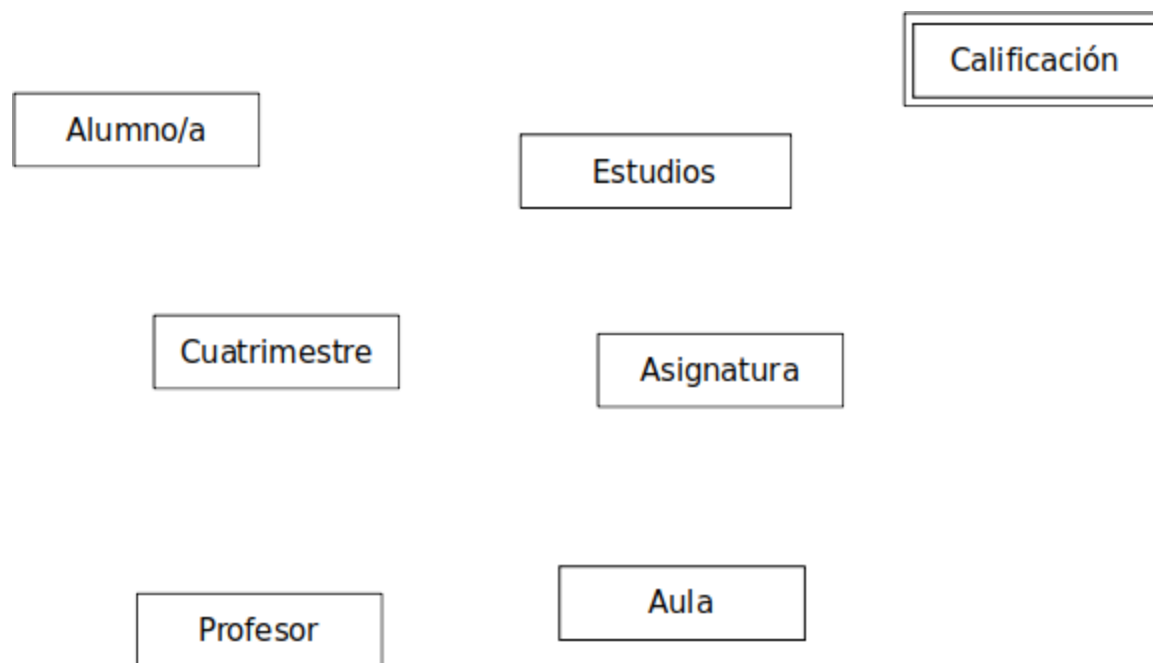 Calificación
Alumno/a
Estudios
Cuatrimestre
Asignatura
Aula
Profesor